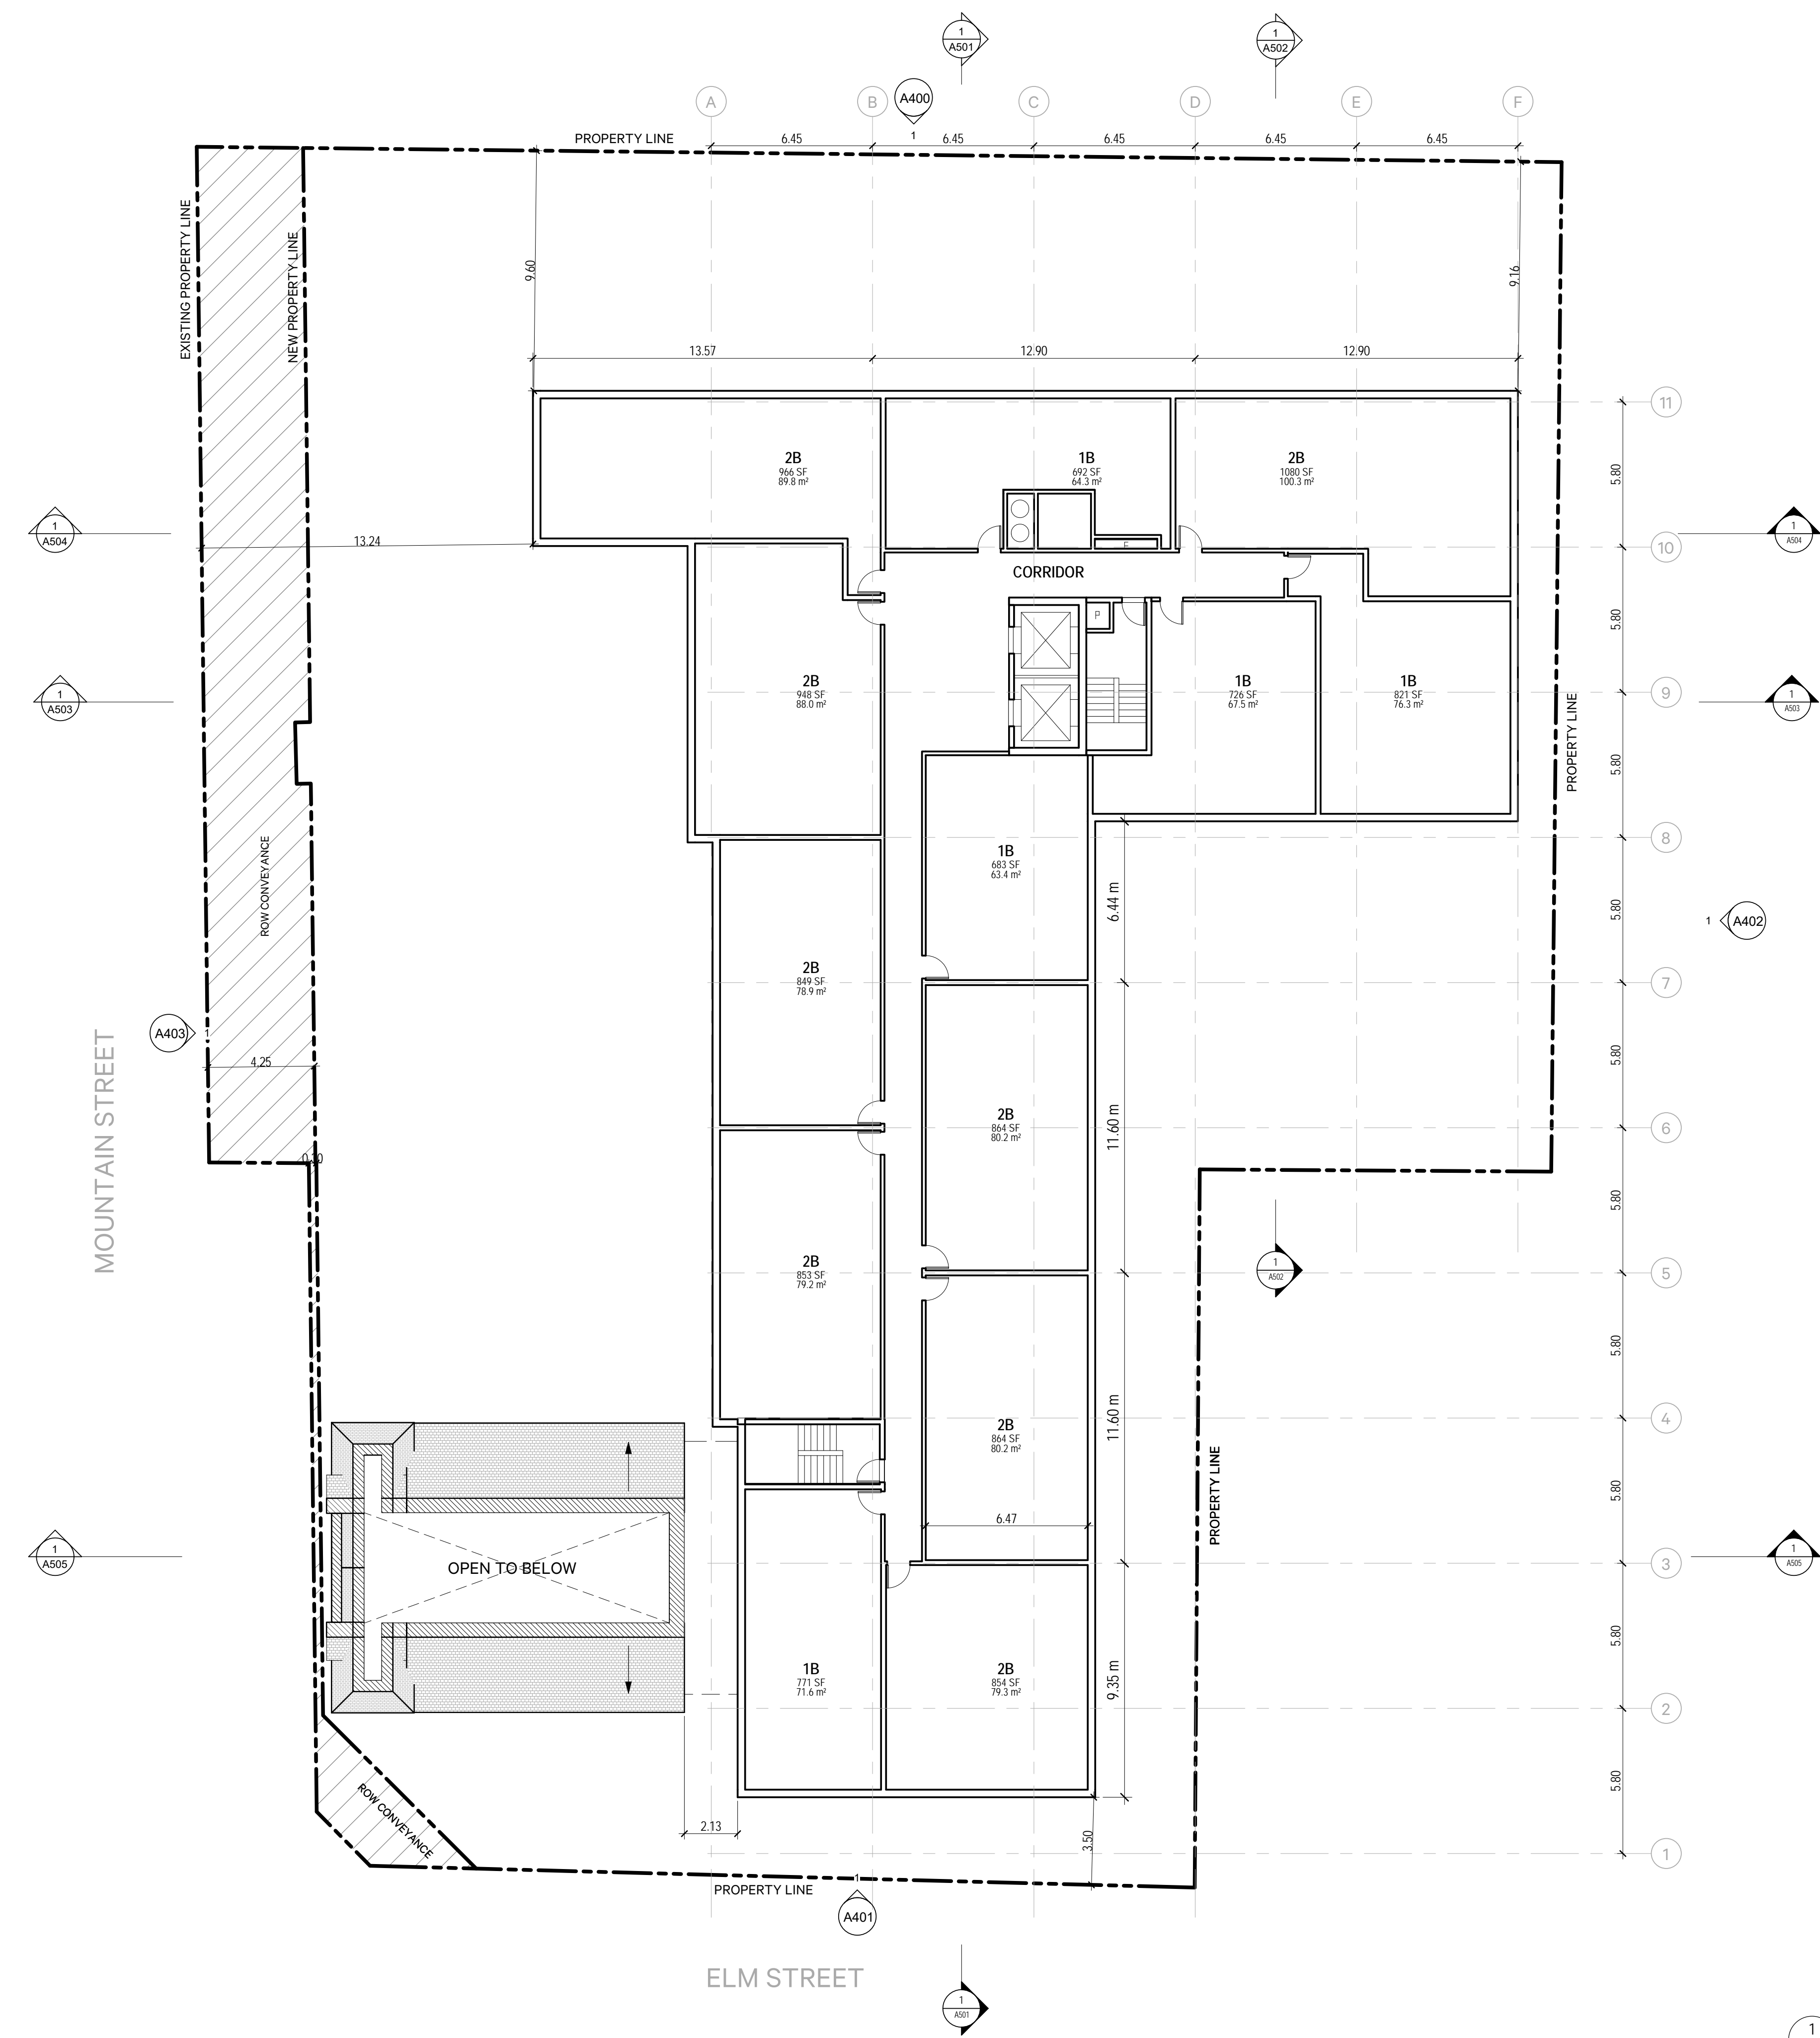 1
A501
1
A502
A400
1
A
B
C
D
E
F
PROPERTY LINE
6.45
6.45
6.45
6.45
6.45
EXISTING PROPERTY LINE
NEW PROPERTY LINE
9.60
9.16
13.57
12.90
12.90
11
2B
966 SF
89.8 m²
1B
692 SF
64.3 m²
2B
1080 SF
100.3 m²
5.80
1
A504
13.24
1
A504
10
E
CORRIDOR
P
5.80
2B
948 SF
88.0 m²
1B
726 SF
67.5 m²
1B
821 SF
76.3 m²
9
1
A503
1
A503
PROPERTY LINE
5.80
8
ROW CONVEYANCE
1B
683 SF
63.4 m²
6.44 m
5.80
1
A402
2B
849 SF
78.9 m²
7
A403
1
4.25
MOUNTAIN STREET
5.80
2B
864 SF
80.2 m²
11.60 m
6
0.30
5.80
2B
853 SF
79.2 m²
1
A502
5
5.80
2B
864 SF
80.2 m²
11.60 m
4
PROPERTY LINE
5.80
6.47
1
A505
OPEN TO BELOW
1
A505
3
5.80
1B
771 SF
71.6 m²
2B
854 SF
79.3 m²
9.35 m
2
5.80
ROW CONVEYANCE
2.13
3.50
1
1
PROPERTY LINE
A401
ELM STREET
1
A501
1